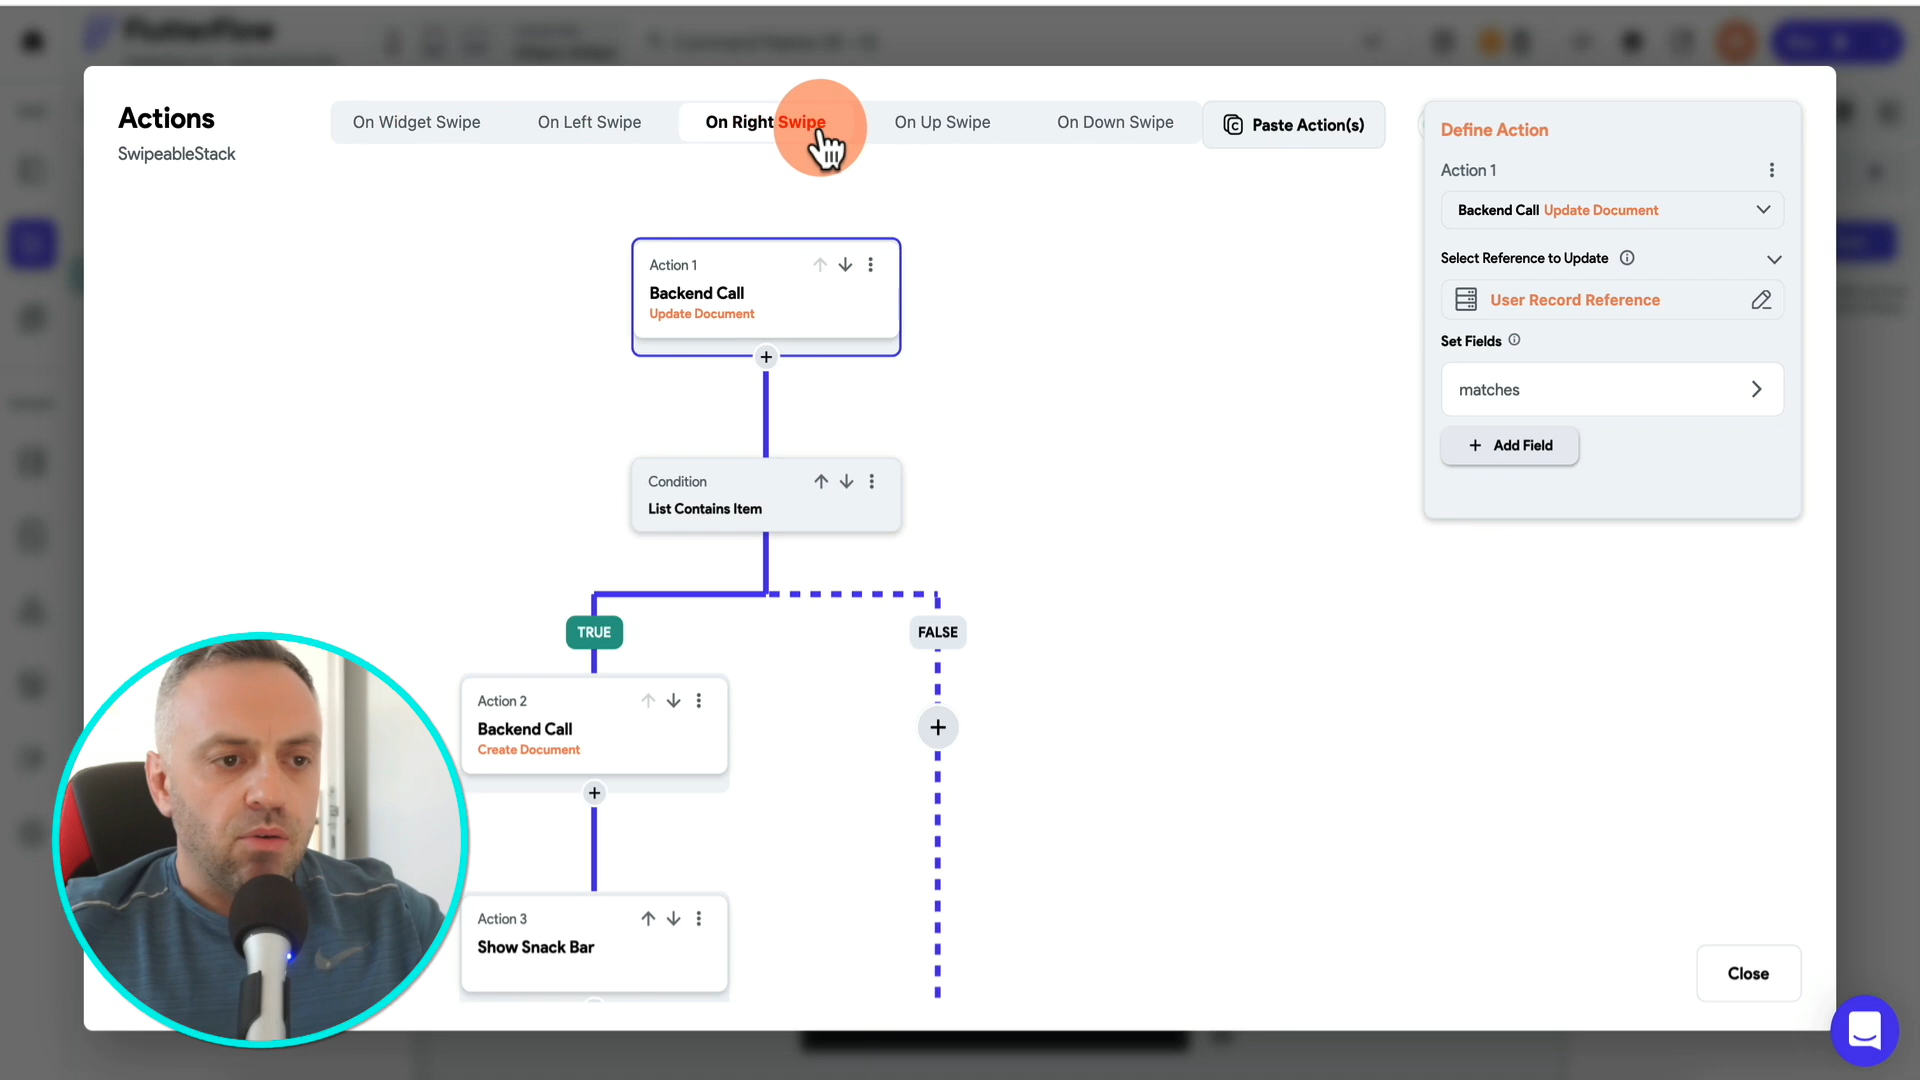 FlutterFlow
Actions
SwipeableStack
On Widget Swipe
On Left Swipe
On Right Swipe
On Up Swipe
On Down Swipe
Paste Action(s)
Define Action
Action 1
Backend Call Update Document
Select Reference to Update
User Record Reference
Set Fields
matches
+ Add Field
Action 1
Backend Call
Update Document
Condition
List Contains Item
TRUE
FALSE
Action 2
Backend Call
Create Document
Action 3
Show Snack Bar
Close